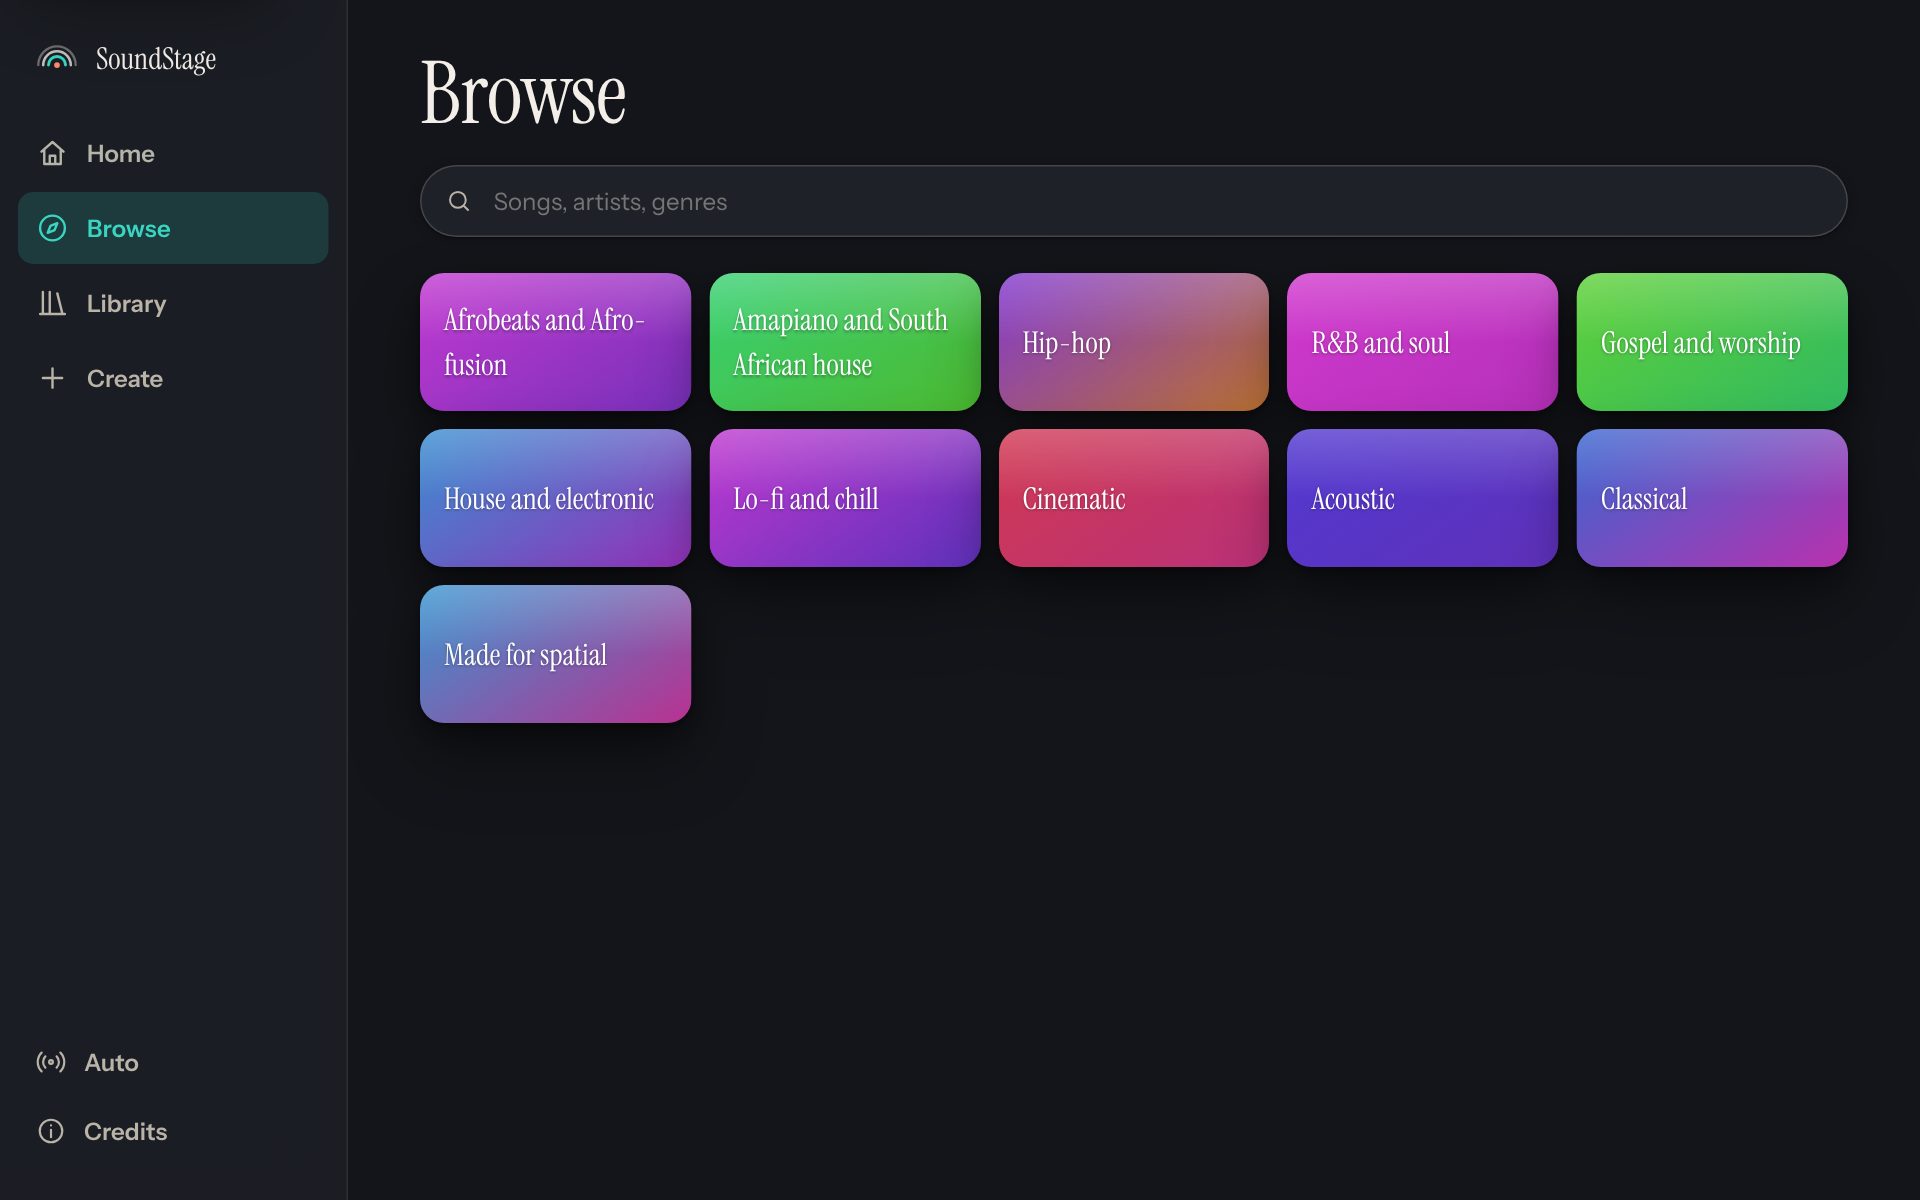 SoundStage
Home
Browse
Library
Create
Auto
Credits
Browse
Songs, artists, genres
Afrobeats and Afro-
fusion
Amapiano and South
African house
Hip-hop
R&B and soul
Gospel and worship
House and electronic
Lo-fi and chill
Cinematic
Acoustic
Classical
Made for spatial